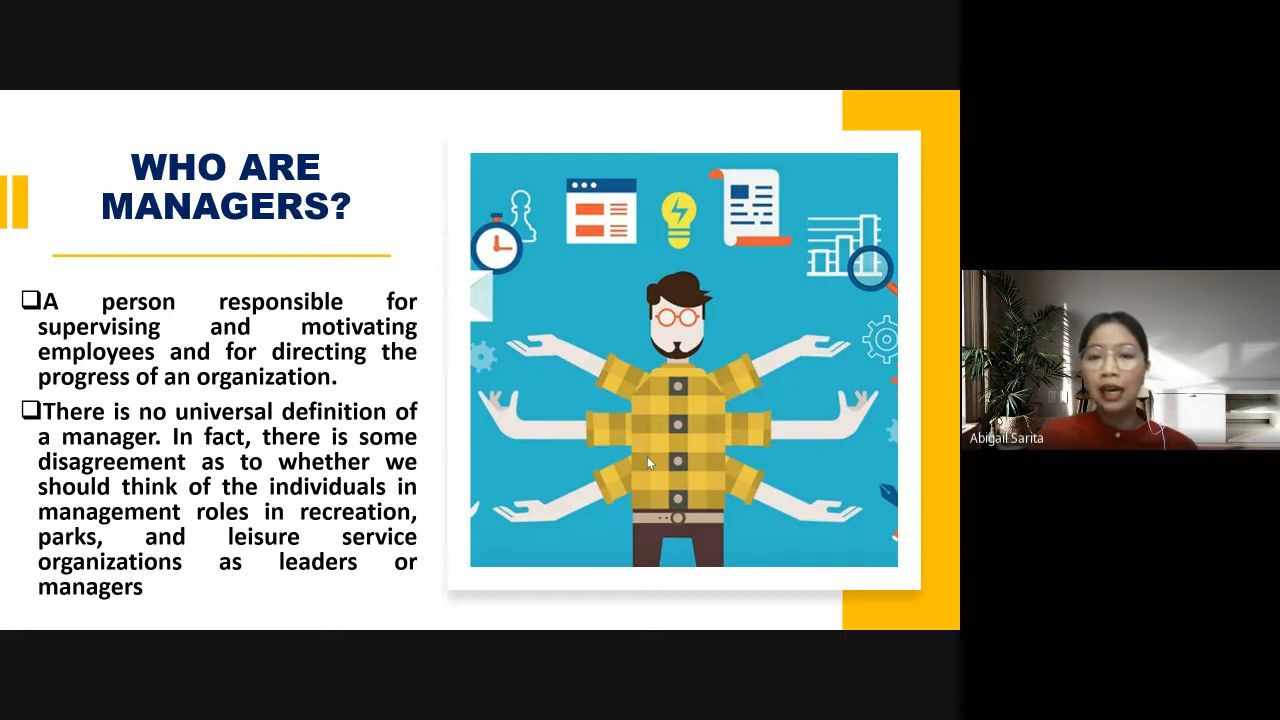 WHO ARE
MANAGERS?
❑A person responsible for
supervising and motivating
employees and for directing the
progress of an organization.
❑There is no universal definition of
a manager. In fact, there is some
disagreement as to whether we
should think of the individuals in
management roles in recreation,
parks, and leisure service
organizations as leaders or
managers
Abigail Sarita